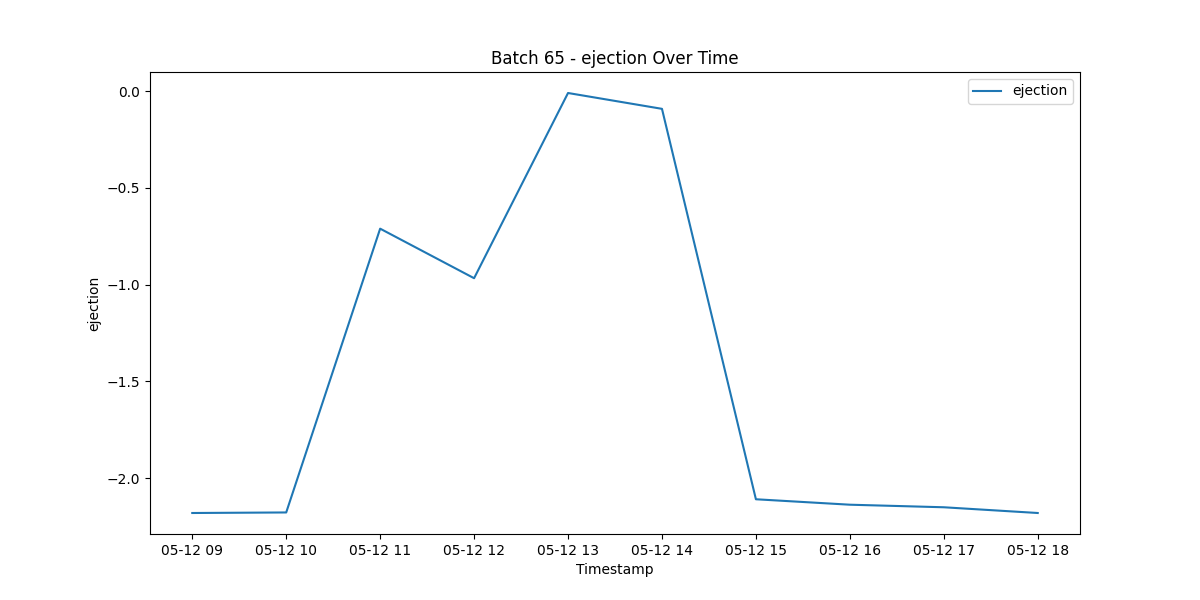 Batch 65 - ejection Over Time
ejection
0.0
−0.5
−1.0
−1.5
−2.0
ejection
05-12 09 05-12 10 05-12 11 05-12 12 05-12 13 05-12 14 05-12 15 05-12 16 05-12 17 05-12 18
Timestamp